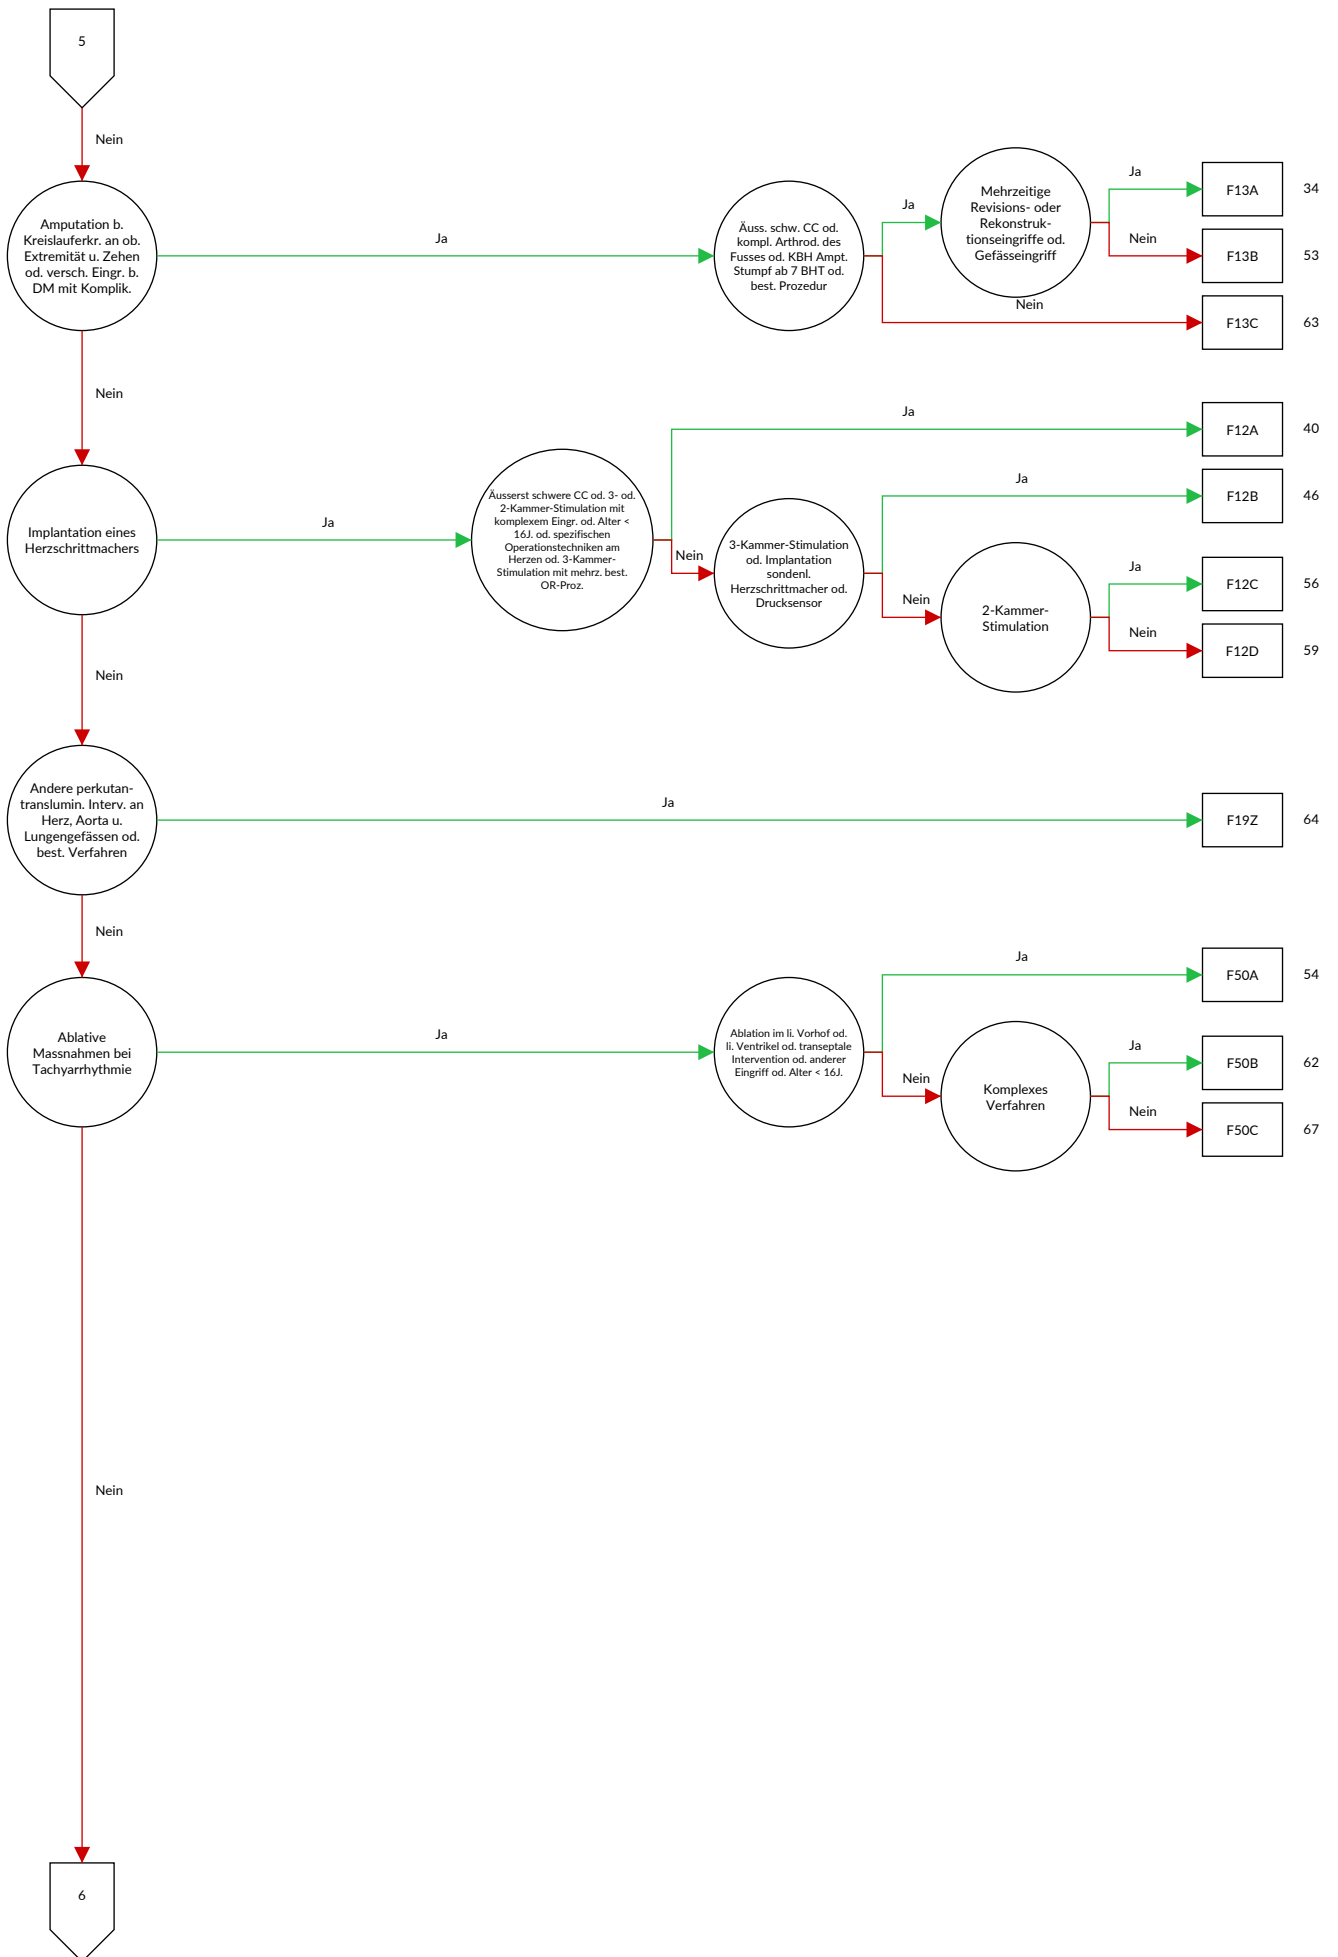 5
Nein
Amputation b.
Kreislauferkr. an ob.
Extremität u. Zehen
od. versch. Eingr. b.
DM mit Komplik.
Ja
Äuss. schw. CC od.
kompl. Arthrod. des
Fusses od. KBH Ampt.
Stumpf ab 7 BHT od.
best. Prozedur
Ja
Mehrzeitige
Revisions- oder
Rekonstruk-
tionseingriffe od.
Gefässeingriff
Ja
F13A
34
Nein
F13B
53
Nein
F13C
63
Nein
Implantation eines
Herzschrittmachers
Ja
Äusserst schwere CC od. 3- od.
2-Kammer-Stimulation mit
komplexem Eingr. od. Alter <
16J. od. spezifischen
Operationstechniken am
Herzen od. 3-Kammer-
Stimulation mit mehrz. best.
OR-Proz.
Ja
F12A
40
Nein
3-Kammer-Stimulation
od. Implantation
sondenl.
Herzschrittmacher od.
Drucksensor
Ja
F12B
46
Nein
2-Kammer-
Stimulation
Ja
F12C
56
Nein
F12D
59
Nein
Andere perkutan-
translumin. Interv. an
Herz, Aorta u.
Lungengefässen od.
best. Verfahren
Ja
F19Z
64
Nein
Ablative
Massnahmen bei
Tachyarrhythmie
Ja
Ablation im li. Vorhof od.
li. Ventrikel od. transeptale
Intervention od. anderer
Eingriff od. Alter < 16J.
Ja
F50A
54
Nein
Komplexes
Verfahren
Ja
F50B
62
Nein
F50C
67
Nein
6